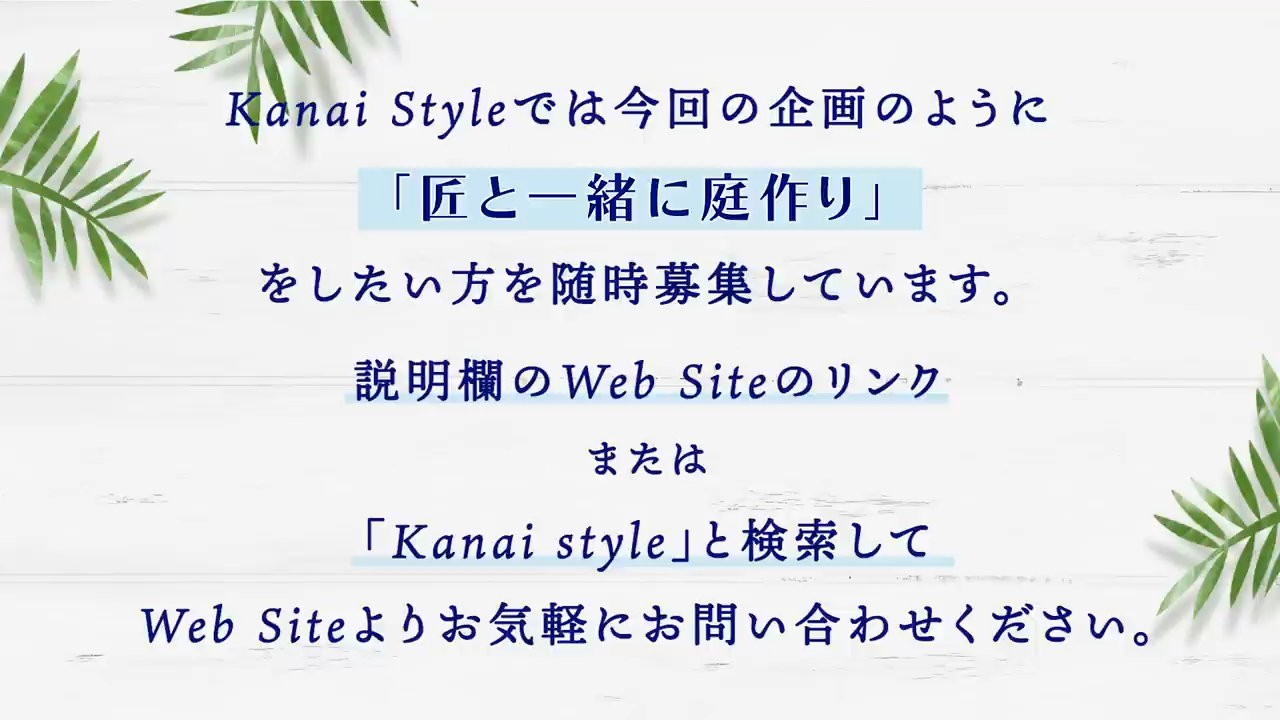 Kanai Styleでは今回の企画のように
「匠と一緒に庭作り」
をしたい方を随時募集しています。
説明欄のWeb Siteのリンク
または
「Kanai style」と検索して
Web Siteよりお気軽にお問い合わせください。